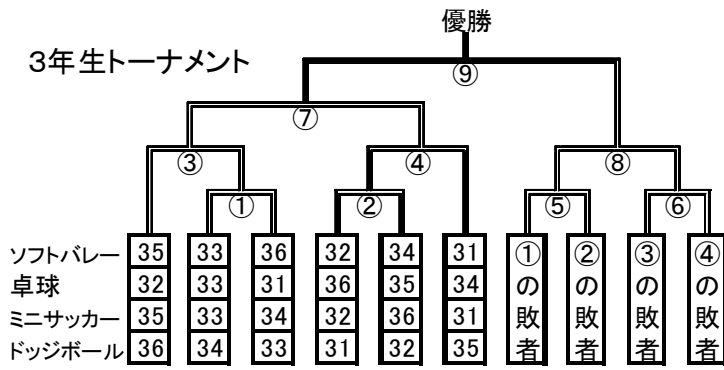 優勝
3年生トーナメント
⑨
⑦
③ ④ ⑧
① ② ⑤ ⑥
ソフトバレー 35 33 36 32 34 31 ①の敗者 ②の敗者 ③の敗者 ④の敗者
卓球 32 33 31 36 35 34
ミニサッカー 35 33 34 32 36 31
ドッジボール 36 34 33 31 32 35